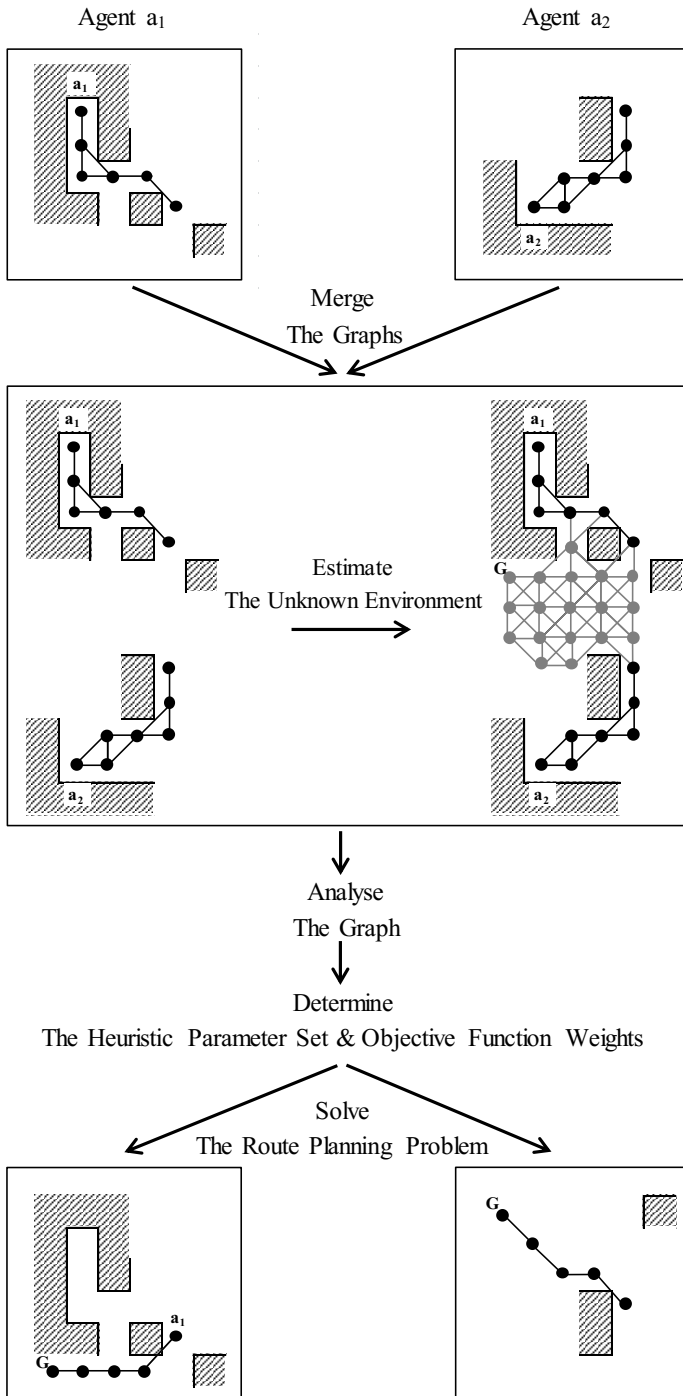 Agent a1
Agent a2
a1
a2
Merge
The Graphs
a1
a1
Estimate
The Unknown Environment
G
a2
a2
Analyse
The Graph
Determine
The Heuristic Parameter Set & Objective Function Weights
Solve
The Route Planning Problem
G
a1
G